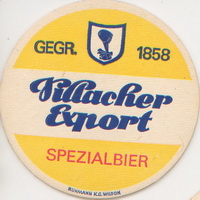 GEGR. 1858
Villacher
Export
SPEZIALBIER